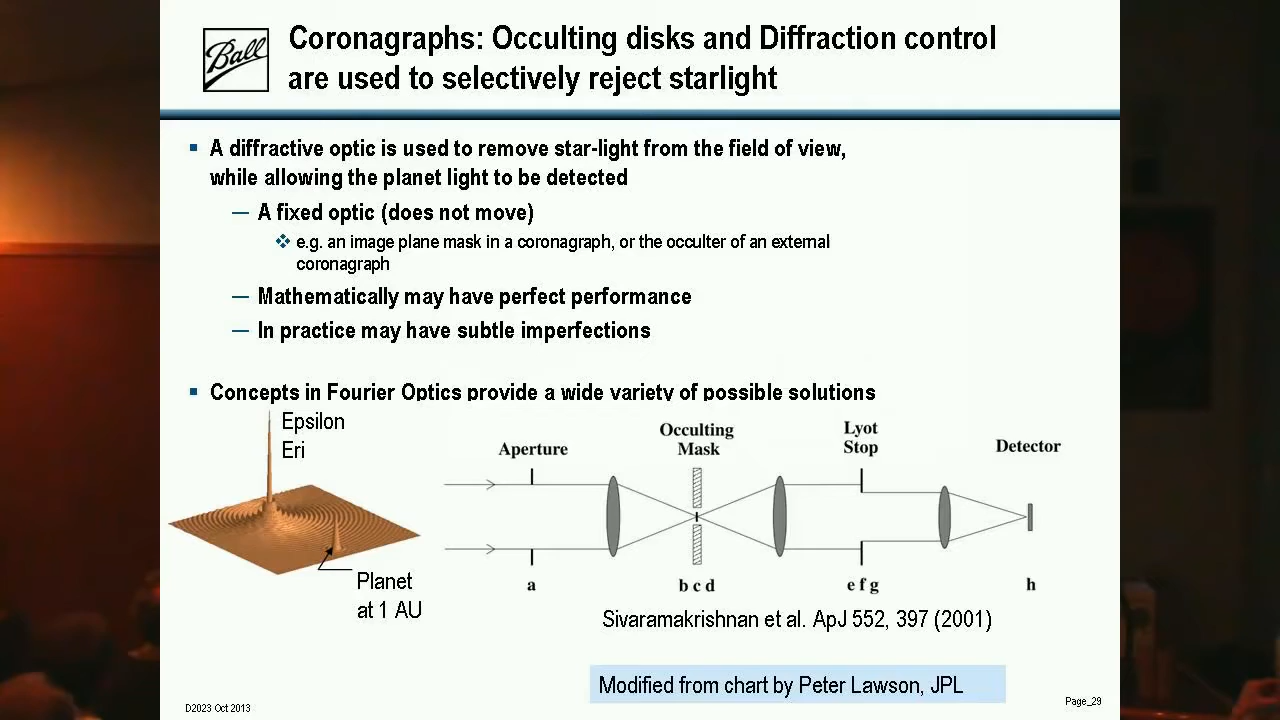 Ball
Coronagraphs: Occulting disks and Diffraction control
are used to selectively reject starlight
A diffractive optic is used to remove star-light from the field of view,
while allowing the planet light to be detected
— A fixed optic (does not move)
e.g. an image plane mask in a coronagraph, or the occulter of an external
coronagraph
— Mathematically may have perfect performance
— In practice may have subtle imperfections
Concepts in Fourier Optics provide a wide variety of possible solutions
Epsilon
Eri
Planet
at 1 AU
Aperture
Occulting
Mask
Lyot
Stop
Detector
a
b c d
e f g
h
Sivaramakrishnan et al. ApJ 552, 397 (2001)
Modified from chart by Peter Lawson, JPL
D2023 Oct 2013
Page_29